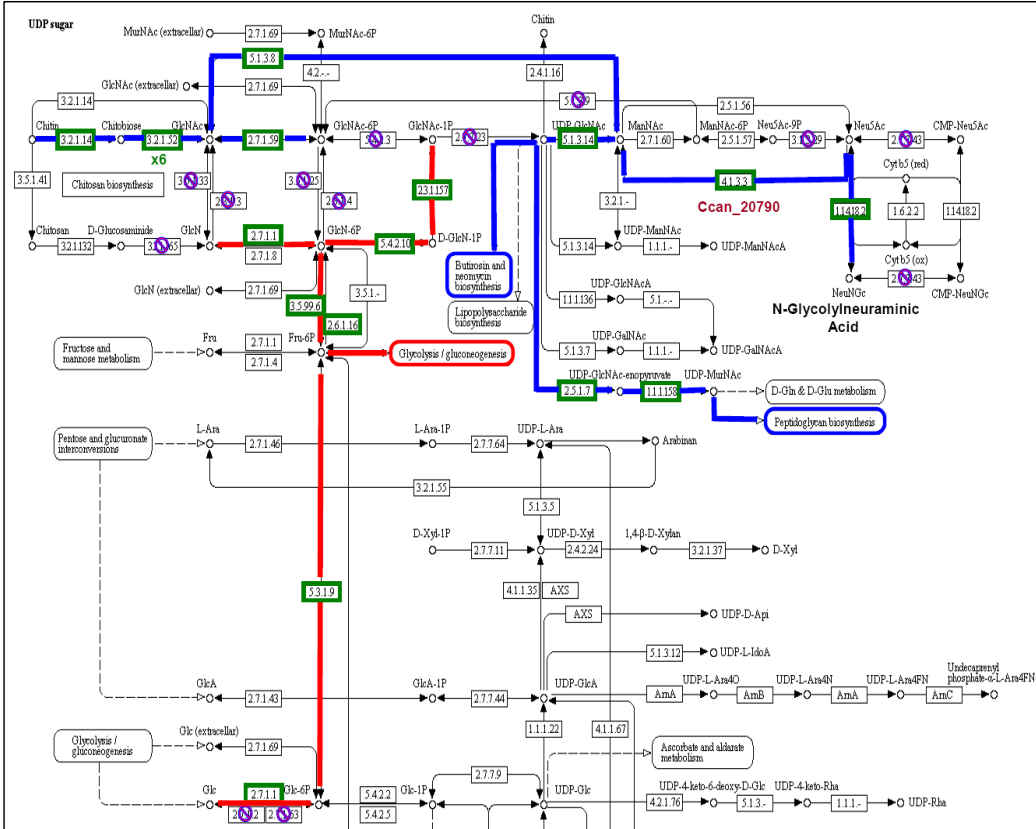 UDP sugar
MurNAc (extracellar)
2.7.1.69
MurNAc-6P
Chitin
5.1.3.8
4.2.-.-
2.4.1.16
GlcNAc (extracellar)
2.7.1.69
3.2.1.14
2.5.1.56
Chitin
3.2.1.14
Chitobiose
3.2.1.52
x6
GlcNAc
2.7.1.59
GlcNAc-6P
GlcNAc-1P
UDP-GlcNAc
5.1.3.14
ManNAc
2.7.1.60
ManNAc-6P
2.5.1.57
Neu5Ac-9P
Neu5Ac
CMP-Neu5Ac
Cyt b5 (red)
3.5.1.41
Chitosan biosynthesis
2.3.1.157
4.1.3.3
Ccan_20790
3.2.1.-
1.14.18.2
1.6.2.2
1.14.18.2
Chitosan
3.2.1.132
D-Glucosaminide
GlcN
2.7.1.1
2.7.1.8
GlcN-6P
5.4.2.10
D-GlcN-1P
5.1.3.14
UDP-ManNAc
1.1.1.-
UDP-ManNAcA
Cyt b5 (ox)
GlcN (extracellar)
2.7.1.69
3.5.1.-
Butirosin and
neomycin
biosynthesis
NeuNGc
CMP-NeuNGc
N-Glycolylneuraminic
Acid
3.5.99.6
2.6.1.16
Lipopolysaccharide
biosynthesis
1.1.1.136
UDP-GlcNAcA
5.1.-.-
Fructose and
mannose metabolism
Fru
2.7.1.1
2.7.1.4
Fru-6P
Glycolysis / gluconeogenesis
5.1.3.7
UDP-GalNAc
1.1.1.-
UDP-GalNAcA
UDP-GlcNAc-enopyruvate
UDP-MurNAc
2.5.1.7
1.1.1.158
D-Gln & D-Glu metabolism
Peptidoglycan biosynthesis
Pentose and glucuronate
interconversions
L-Ara
2.7.1.46
L-Ara-1P
2.7.7.64
UDP-L-Ara
Arabinan
3.2.1.55
5.1.3.5
D-Xyl-1P
2.7.7.11
UDP-D-Xyl
2.4.2.24
1,4-β-D-Xylan
3.2.1.37
D-Xyl
5.3.1.9
4.1.1.35
AXS
AXS
UDP-D-Api
5.1.3.12
UDP-L-IdoA
GlcA
2.7.1.43
GlcA-1P
2.7.7.44
UDP-GlcA
ArnA
UDP-L-Ara4O
ArnB
UDP-L-Ara4N
ArnA
UDP-L-Ara4FN
ArnC
Undecaprenyl
phosphate-α-L-Ara4FN
1.1.1.22
4.1.1.67
Glycolysis /
gluconeogenesis
Glc (extracellar)
2.7.1.69
Ascorbate and aldarate
metabolism
2.7.7.9
Glc
2.7.1.1
Glc-6P
5.4.2.2
5.4.2.5
Glc-1P
UDP-Glc
4.2.1.76
UDP-4-keto-6-deoxy-D-Glc
5.1.3.-
UDP-4-keto-Rha
1.1.1.-
UDP-Rha